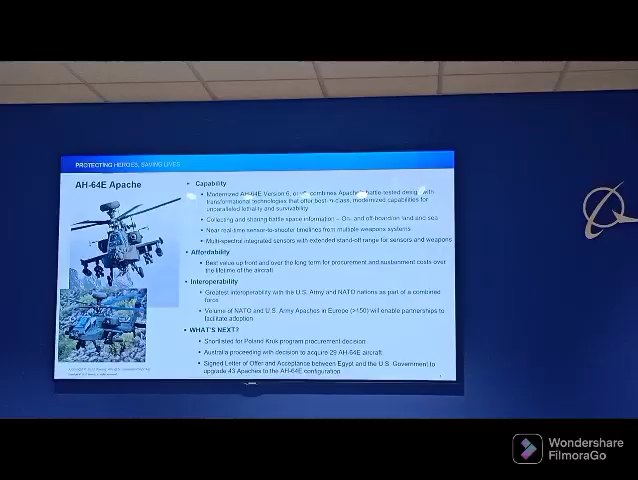 PROTECTING HEROES, SAVING LIVES
AH-64E Apache
• Capability
• Modernized AH-64E Version 6, or v6, combines Apache's battle-tested design with
transformational technologies that offer best-in-class, modernized capabilities for
unparalleled lethality and survivability
• Collecting and sharing battle space information – On- and off-board/on land and sea
• Near real-time sensor-to-shooter timelines from multiple weapons systems
• Multi-spectral integrated sensors with extended stand-off range for sensors and weapons
• Affordability
• Best value up front and over the long term for procurement and sustainment costs over
the lifetime of the aircraft
• Interoperability
• Greatest interoperability with the U.S. Army and NATO nations as part of a combined
force
• Volume of NATO and U.S. Army Apaches in Europe (>150) will enable partnerships to
facilitate adoption
• WHAT'S NEXT?
• Shortlisted for Poland Kruk program procurement decision
• Australia proceeding with decision to acquire 29 AH-64E aircraft
• Signed Letter of Offer and Acceptance between Egypt and the U.S. Government to
upgrade 43 Apaches to the AH-64E configuration
Wondershare
FilmoraGo